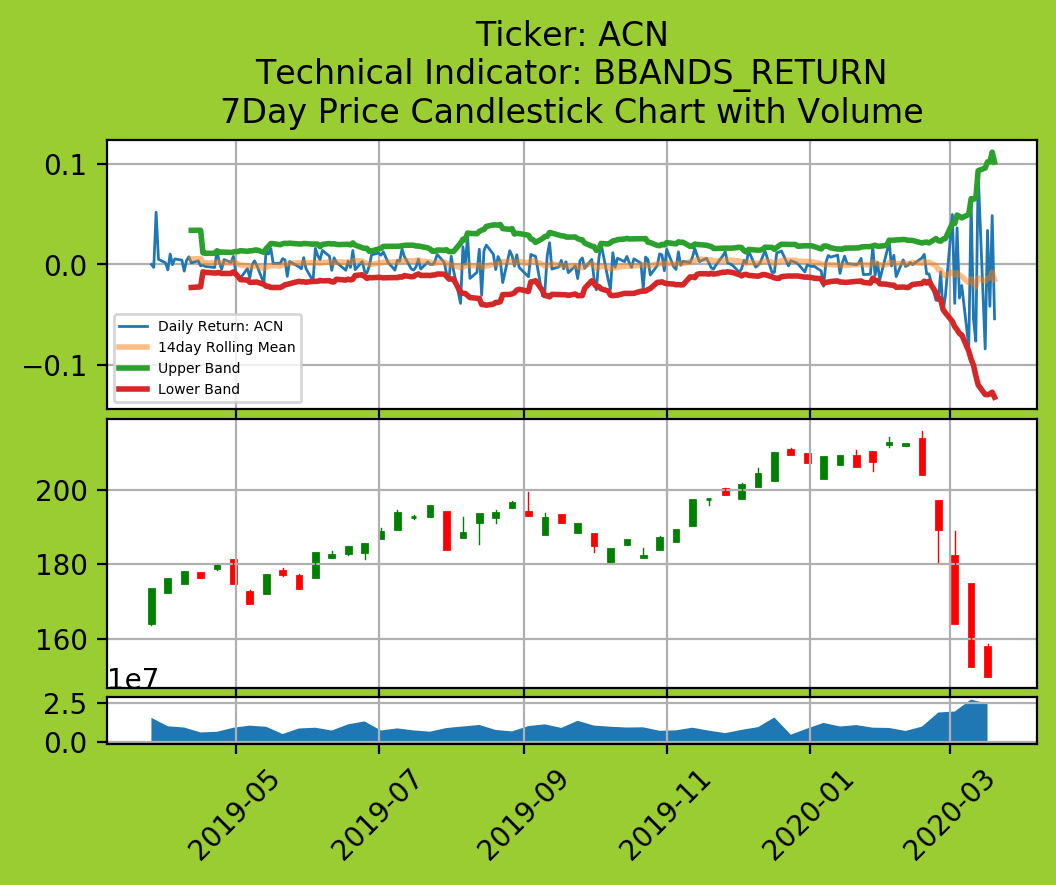 Ticker: ACN
Technical Indicator: BBANDS_RETURN
7Day Price Candlestick Chart with Volume
0.1
0.0
−0.1
Daily Return: ACN
14day Rolling Mean
Upper Band
Lower Band
200
180
160
1e7
2.5
0.0
2019-05
2019-07
2019-09
2019-11
2020-01
2020-03